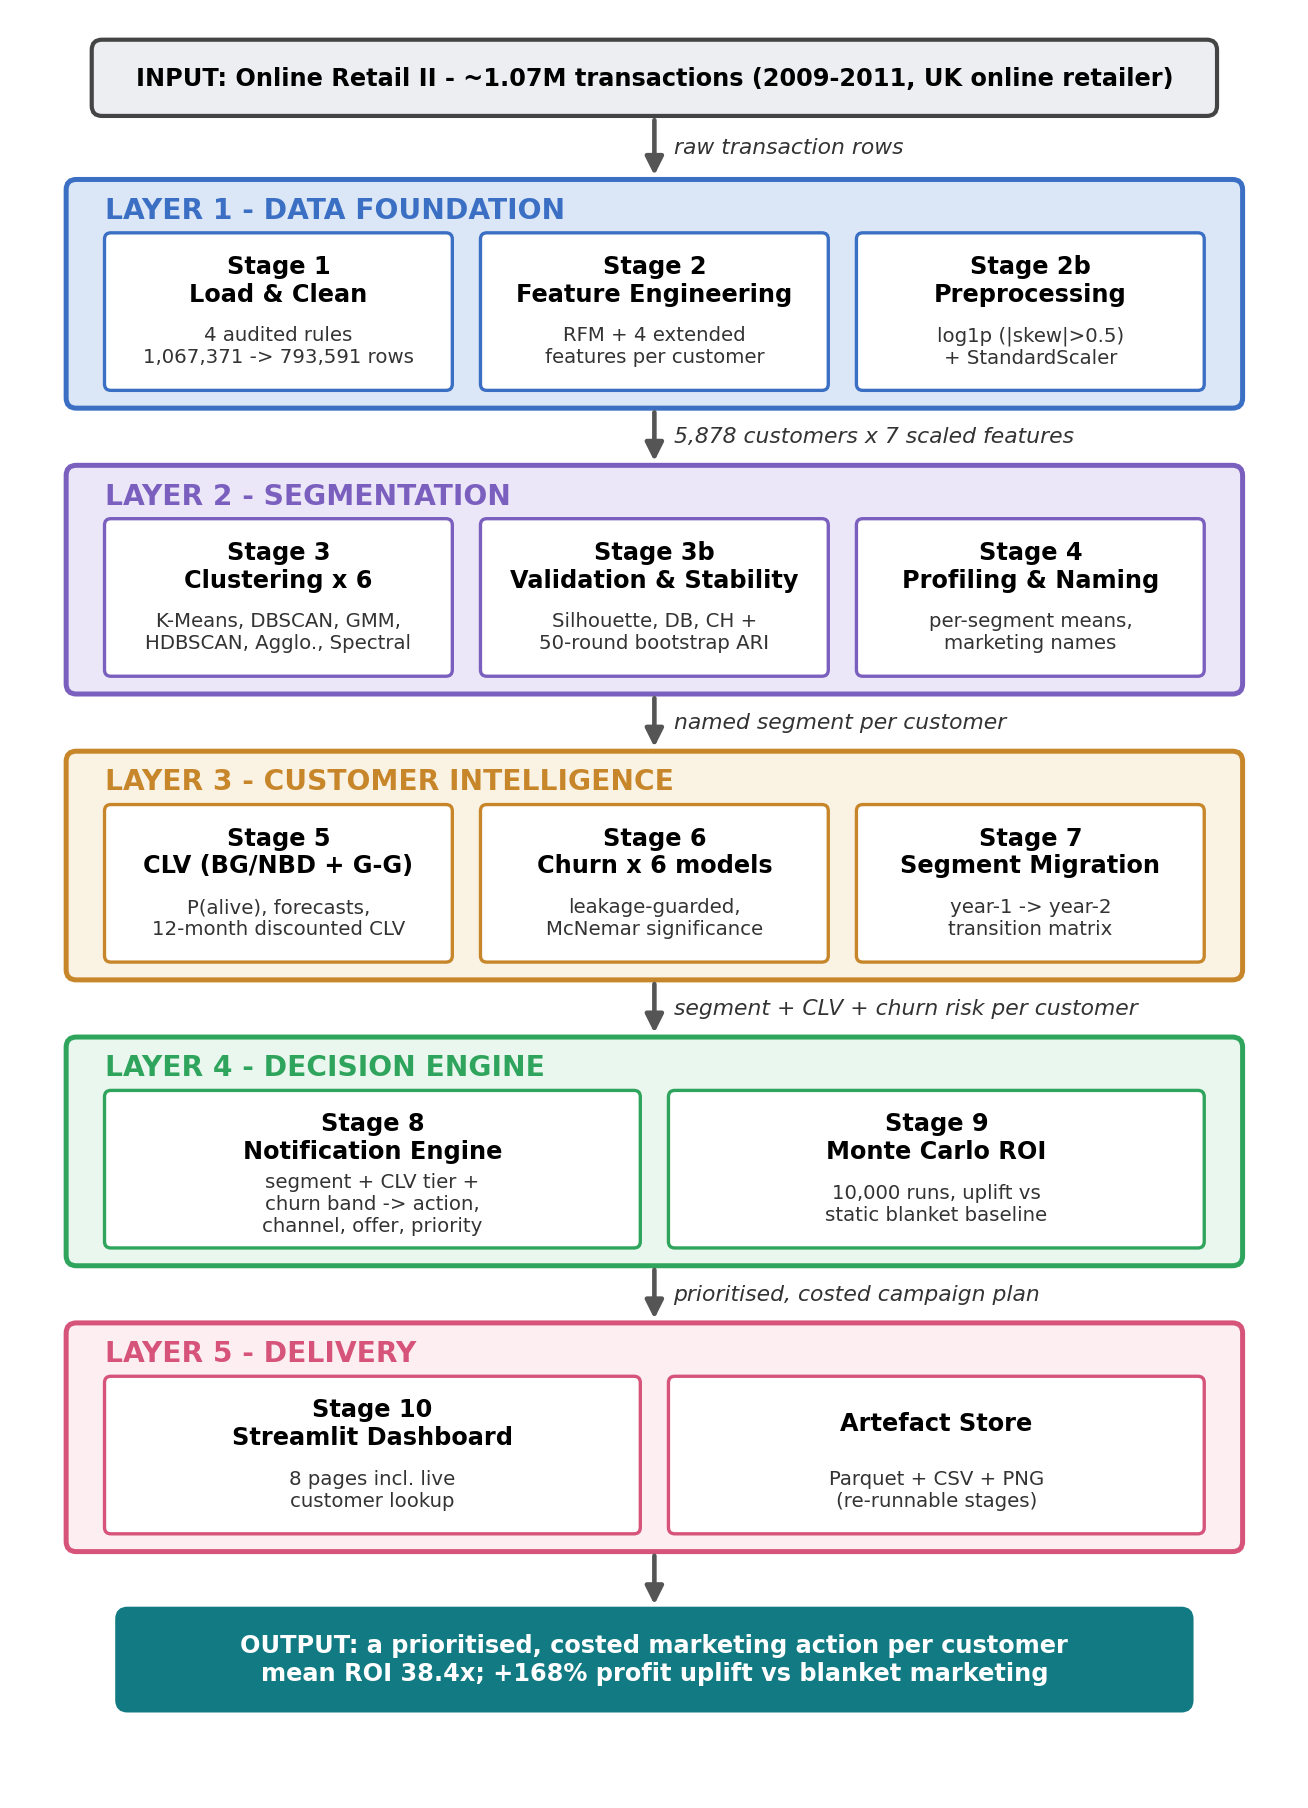 INPUT: Online Retail II - ~1.07M transactions (2009-2011, UK online retailer)
raw transaction rows
LAYER 1 - DATA FOUNDATION
Stage 1
Load & Clean
4 audited rules
1,067,371 -> 793,591 rows
Stage 2
Feature Engineering
RFM + 4 extended
features per customer
Stage 2b
Preprocessing
log1p (|skew|>0.5)
+ StandardScaler
5,878 customers x 7 scaled features
LAYER 2 - SEGMENTATION
Stage 3
Clustering x 6
K-Means, DBSCAN, GMM,
HDBSCAN, Agglo., Spectral
Stage 3b
Validation & Stability
Silhouette, DB, CH +
50-round bootstrap ARI
Stage 4
Profiling & Naming
per-segment means,
marketing names
named segment per customer
LAYER 3 - CUSTOMER INTELLIGENCE
Stage 5
CLV (BG/NBD + G-G)
P(alive), forecasts,
12-month discounted CLV
Stage 6
Churn x 6 models
leakage-guarded,
McNemar significance
Stage 7
Segment Migration
year-1 -> year-2
transition matrix
segment + CLV + churn risk per customer
LAYER 4 - DECISION ENGINE
Stage 8
Notification Engine
segment + CLV tier +
churn band -> action,
channel, offer, priority
Stage 9
Monte Carlo ROI
10,000 runs, uplift vs
static blanket baseline
prioritised, costed campaign plan
LAYER 5 - DELIVERY
Stage 10
Streamlit Dashboard
8 pages incl. live
customer lookup
Artefact Store
Parquet + CSV + PNG
(re-runnable stages)
OUTPUT: a prioritised, costed marketing action per customer
mean ROI 38.4x; +168% profit uplift vs blanket marketing